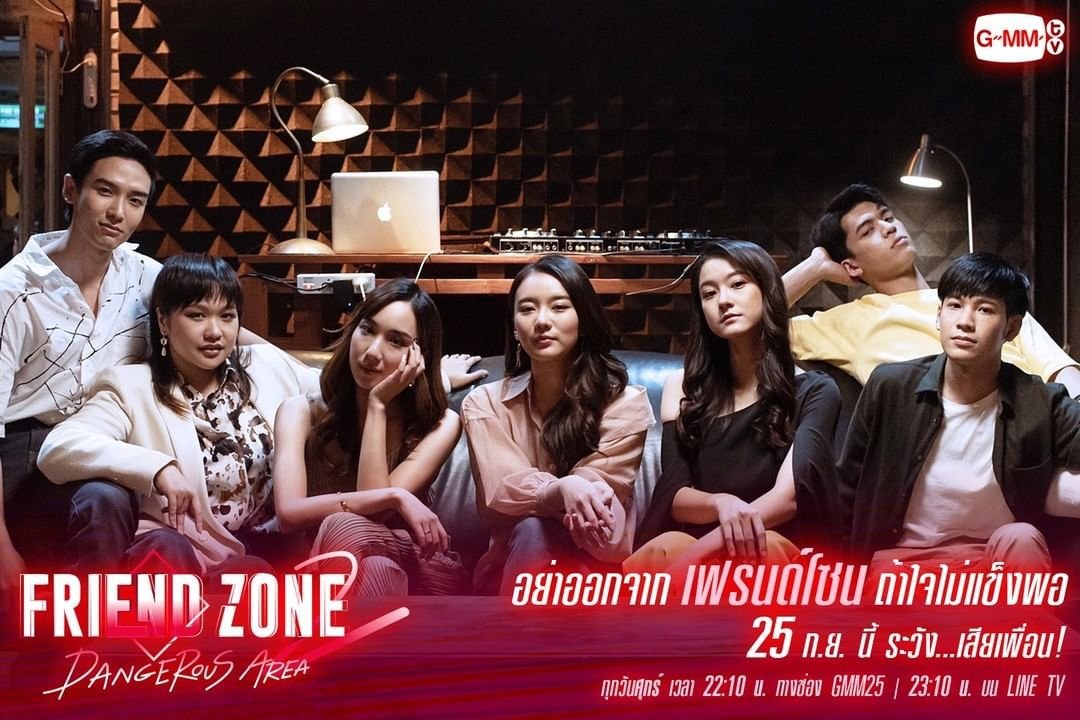 GMM TV
อย่าออกจาก เฟรนด์โซน ถ้าใจไม่แข็งพอ
25 ก.ย. นี้ ระวัง...เสียเพื่อน!
ทุกวันศุกร์ เวลา 22:10 น. ทางช่อง GMM25 | 23:10 น. บน LINE TV
FRIEND ZONE 2
DANGEROUS AREA